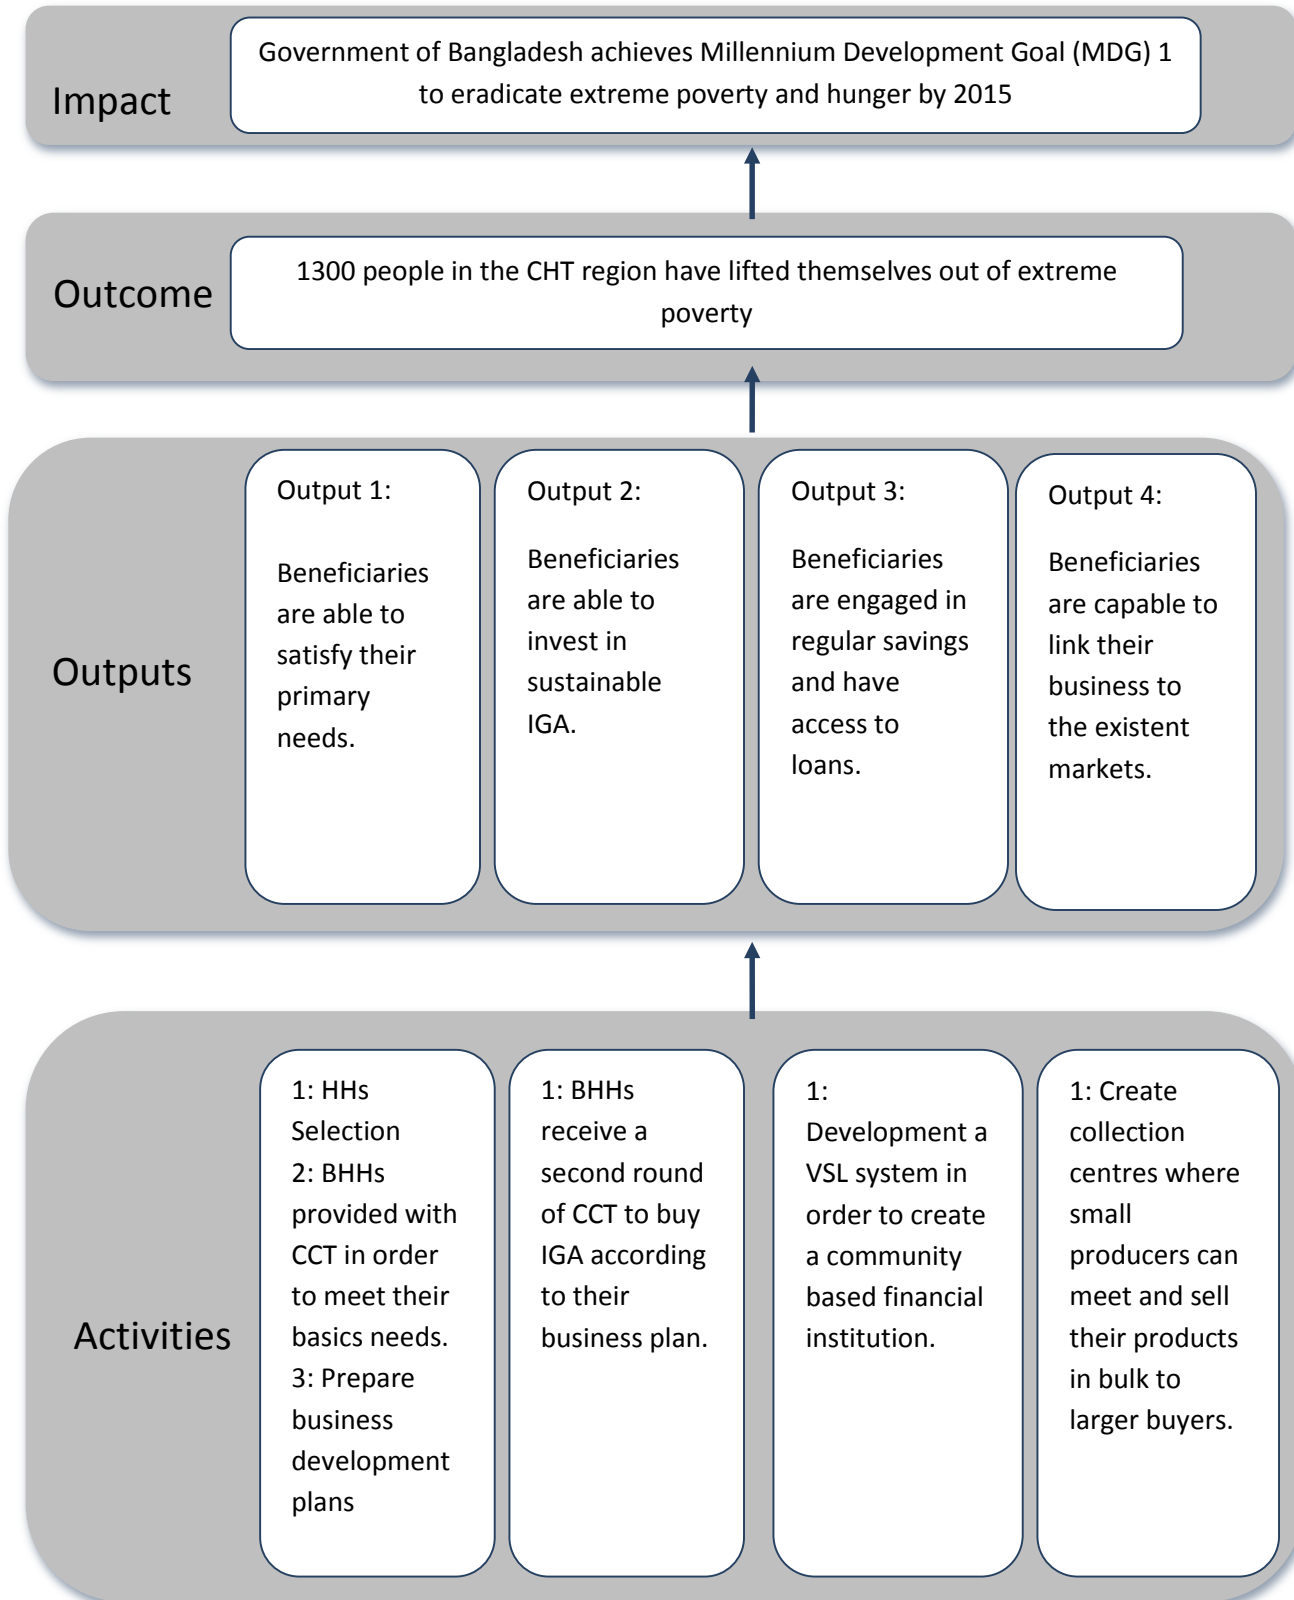 Impact
Government of Bangladesh achieves Millennium Development Goal (MDG) 1
to eradicate extreme poverty and hunger by 2015
Outcome
1300 people in the CHT region have lifted themselves out of extreme
poverty
Outputs
Output 1:
Beneficiaries
are able to
satisfy their
primary
needs.
Output 2:
Beneficiaries
are able to
invest in
sustainable
IGA.
Output 3:
Beneficiaries
are engaged in
regular savings
and have
access to
loans.
Output 4:
Beneficiaries
are capable to
link their
business to
the existent
markets.
Activities
1: HHs
Selection
2: BHHs
provided with
CCT in order
to meet their
basics needs.
3: Prepare
business
development
plans
1: BHHs
receive a
second round
of CCT to buy
IGA according
to their
business plan.
1:
Development a
VSL system in
order to create
a community
based financial
institution.
1: Create
collection
centres where
small
producers can
meet and sell
their products
in bulk to
larger buyers.